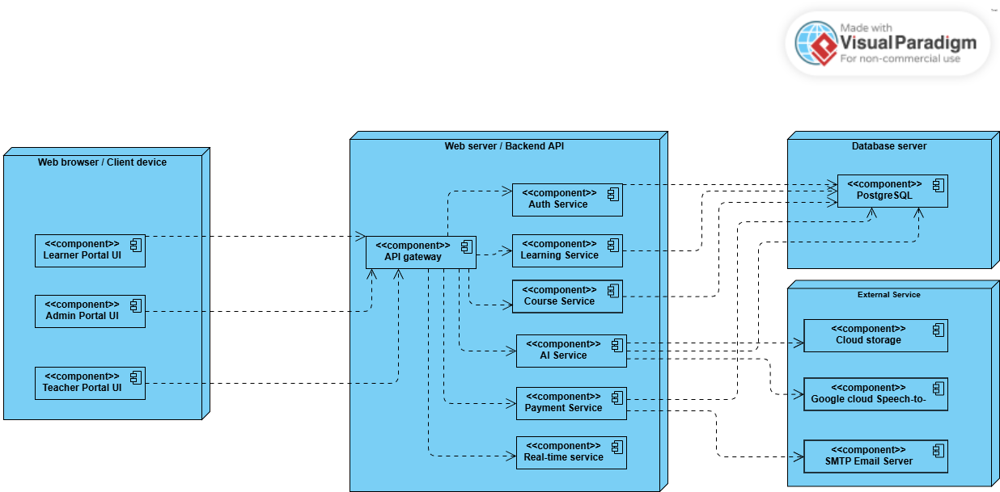 Made with
Visual Paradigm
For non-commercial use
Web browser / Client device
<<component>>
Learner Portal UI
<<component>>
Admin Portal UI
<<component>>
Teacher Portal UI
Web server / Backend API
<<component>>
API gateway
<<component>>
Auth Service
<<component>>
Learning Service
<<component>>
Course Service
<<component>>
AI Service
<<component>>
Payment Service
<<component>>
Real-time service
Database server
<<component>>
PostgreSQL
External Service
<<component>>
Cloud storage
<<component>>
Google cloud Speech-to-
<<component>>
SMTP Email Server